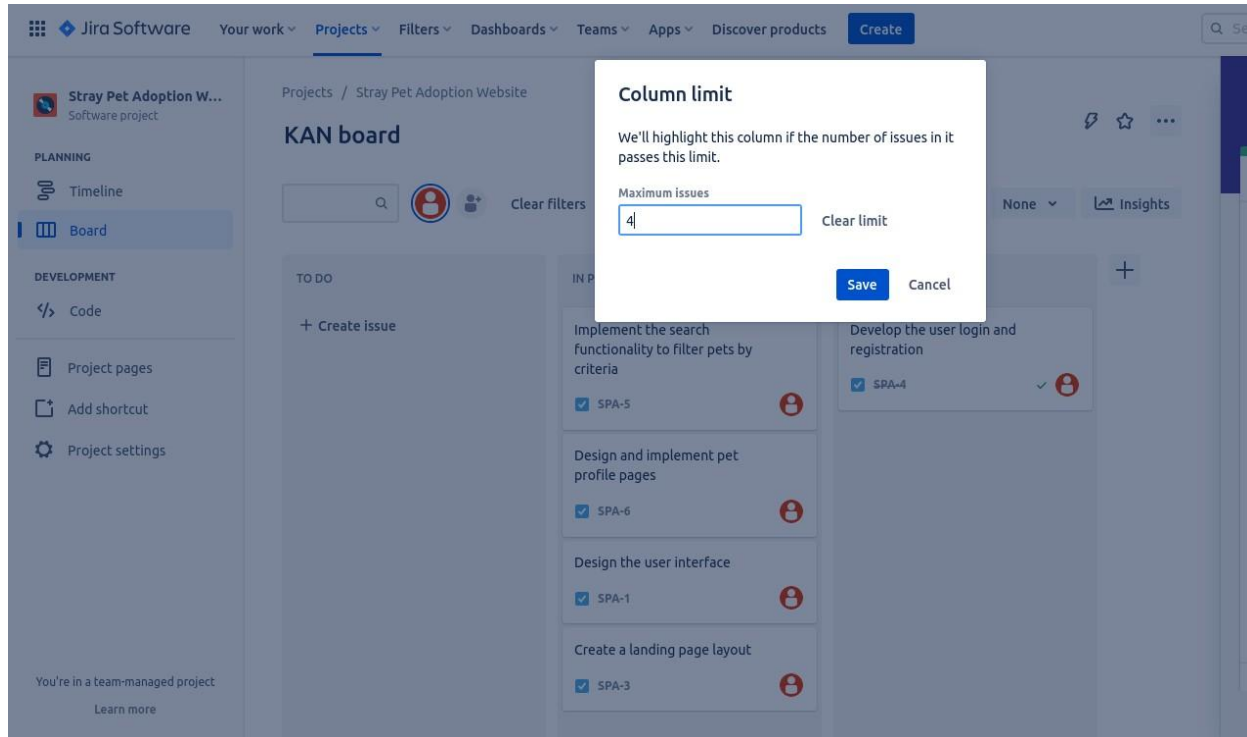 Jira Software Your work Projects Filters Dashboards Teams Apps Discover products Create
Stray Pet Adoption W...
Software project
PLANNING
Timeline
Board
DEVELOPMENT
Code
Project pages
Add shortcut
Project settings
You're in a team-managed project
Learn more
Projects / Stray Pet Adoption Website
KAN board
Clear filters
None
Insights
Column limit
We'll highlight this column if the number of issues in it
passes this limit.
Maximum issues
4
Clear limit
Save Cancel
TO DO
+ Create issue
Implement the search
functionality to filter pets by
criteria
SPA-5
Design and implement pet
profile pages
SPA-6
Design the user interface
SPA-1
Create a landing page layout
SPA-3
Develop the user login and
registration
SPA-4